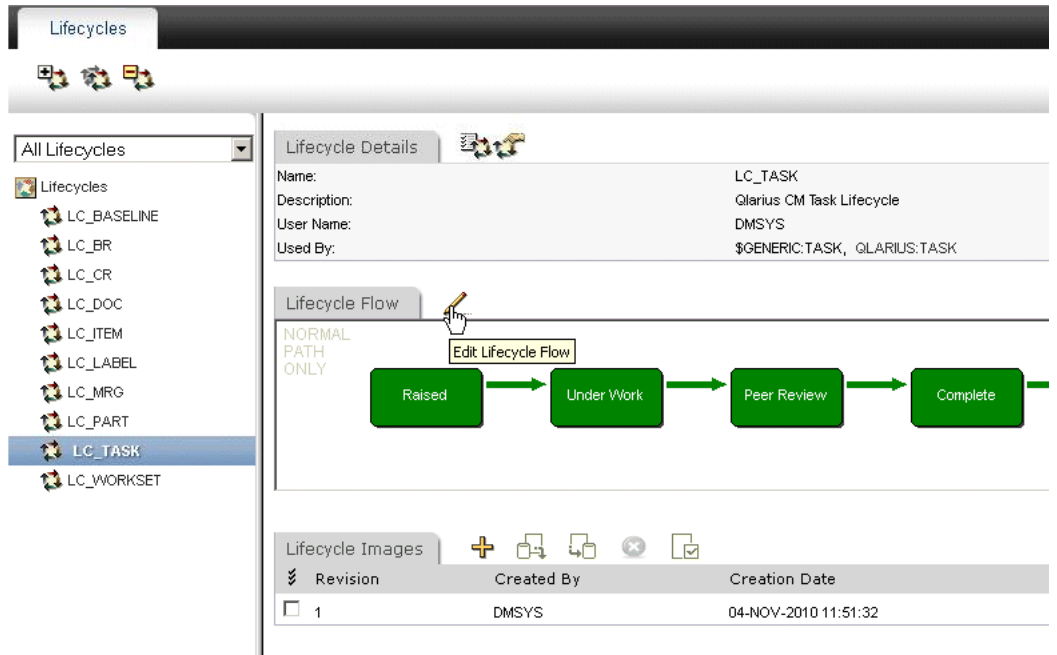 Lifecycles
All Lifecycles
Lifecycles
LC_BASELINE
LC_BR
LC_CR
LC_DOC
LC_ITEM
LC_LABEL
LC_MRG
LC_PART
LC_TASK
LC_WORKSET
Lifecycle Details
Name: LC_TASK
Description: Qlarius CM Task Lifecycle
User Name: DMSYS
Used By: $GENERIC:TASK, QLARIUS:TASK
Lifecycle Flow
Edit Lifecycle Flow
NORMAL
PATH
ONLY
Raised Under Work Peer Review Complete
Lifecycle Images
Revision Created By Creation Date
1 DMSYS 04-NOV-2010 11:51:32